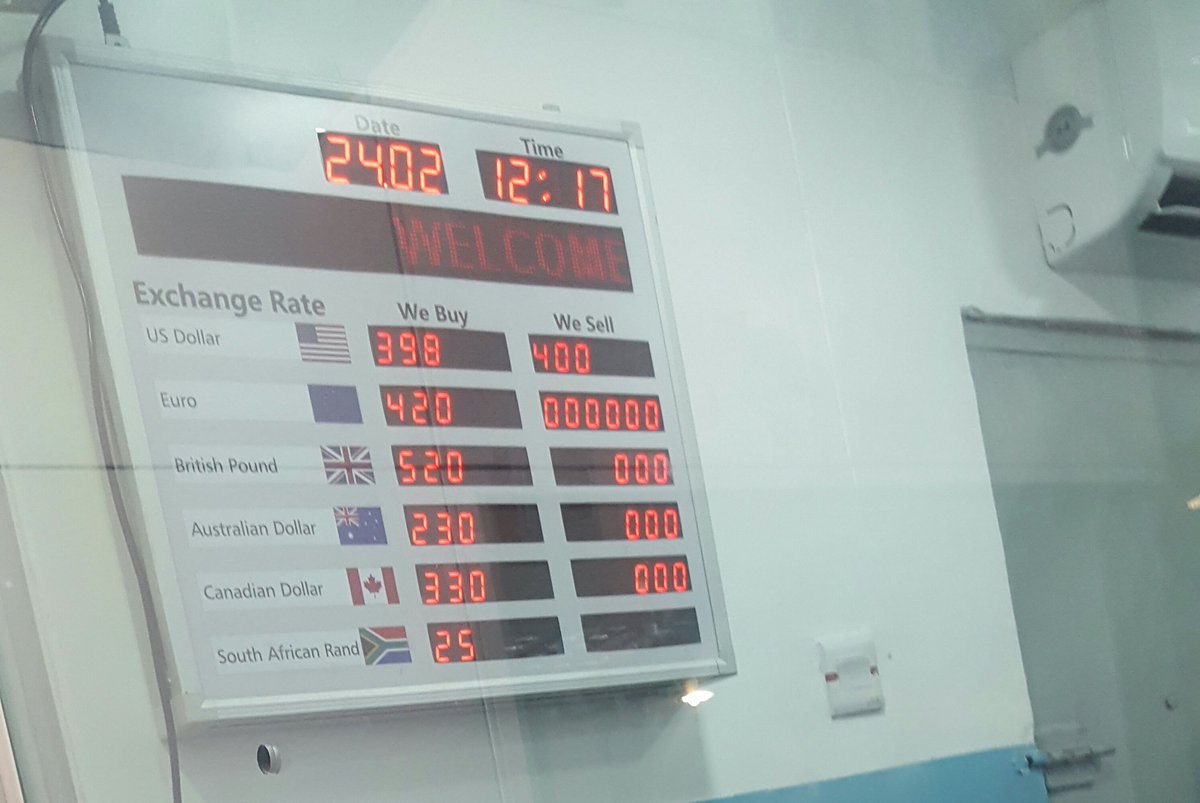 Date Time
24.02 12:17
WELCOME
Exchange Rate We Buy We Sell
US Dollar 398 400
Euro 420 000000
British Pound 520 000
Australian Dollar 230 000
Canadian Dollar 330 000
South African Rand 25